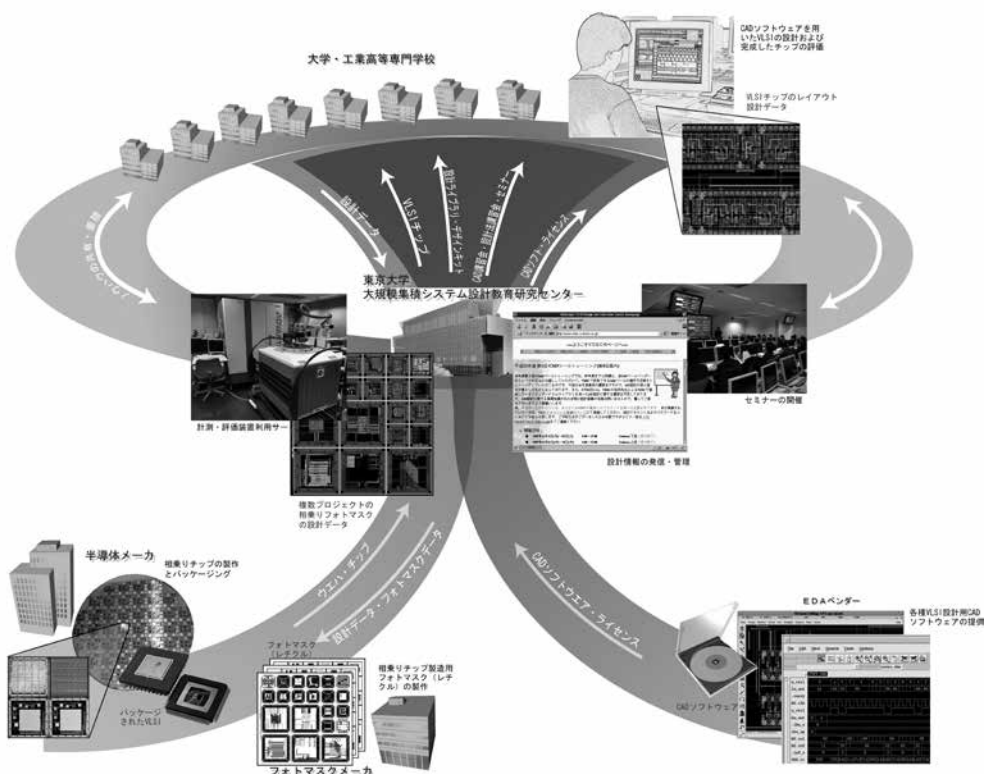 大学・工業高等専門学校
CADソフトウェアを用
いたVLSIの設計および
完成したチップの評価
VLSIチップのレイアウト
設計データ
設計データ
VLSIチップ
設計ライブラリ・デザインキット
CAD講習会・設計法演習会・セミナー
CADソフト・ライセンス
東京大学
大規模集積システム設計教育研究センター
計測・評価装置利用サー
セミナーの開催
設計情報の発信・管理
複数プロジェクトの
相乗りフォトマスク
の設計データ
半導体メーカ
相乗りチップの製作
とパッケージング
ウエハ・チップ
設計データ・フォトマスクデータ
CADソフトウエア・ライセンス
EDAベンダー
各種VLSI設計用CAD
ソフトウェアの提供
フォトマスク
(レチクル)
相乗りチップ製造用
フォトマスク(レチ
クル)の製作
パッケージ
されたVLSI
CADソフトウェア
フォトマスクメーカ